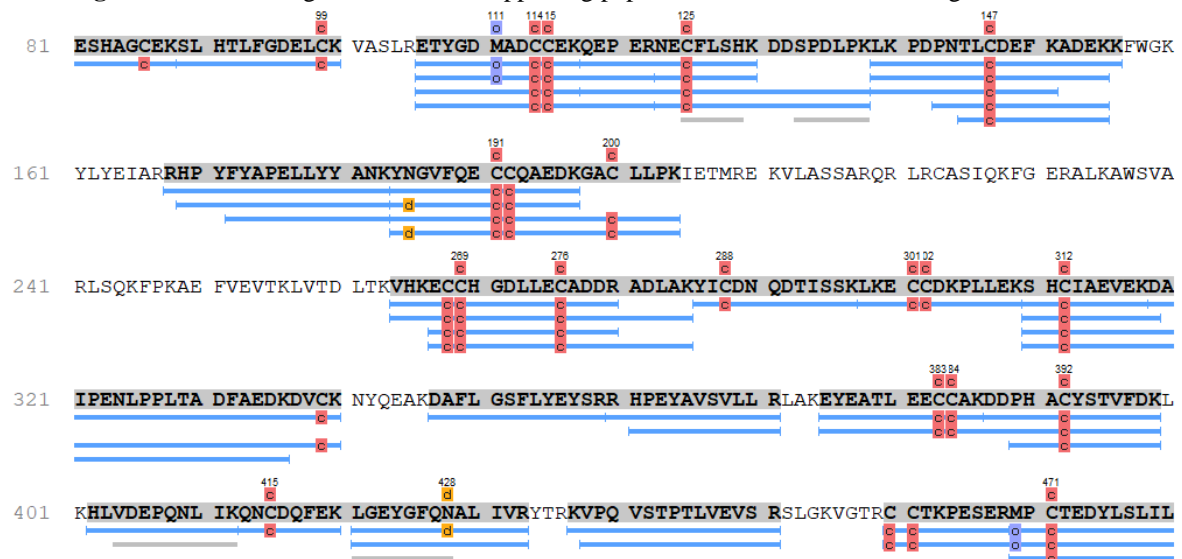 99 111 114 15 125 147
c o c c c c
81 ESHAGCEKSL HTLFGDELCK VASLRETYGD MADCCEKQEP ERNECFLSHK DDSPDLPKLK PDPNTLCDEF KADEKKFWGK
c c o c c c c
o c c c c
c c c c
c c c c
c
191 200
c c
161 YLYEIARRHP YFYAPELLYY ANKYNGVFQE CCQAEDKGAC LLPKIETMRE KVLASSARQR LRCASIQKFG ERALKAWSVA
c c
d c c
c c c
d c c c
269 276 288 301 02 312
c c c c c c
241 RLSQKFPKAE FVEVTKLVTD LTKVHKECCH GDLLECADDR ADLAKYICDN QDTISSKLKE CCDKPLLEKS HCIAEVEKDA
c c c c c c c
c c c c
c c c c
c c c c
383 84 392
c c c
321 IPENLPPLTA DFAEDKDVCK NYQEAKDAFL GSFLYEYSRR HPEYAVSVLL RLAKEYEATL EECCAKDDPH ACYSTVFDKL
c c c c
c c c
c c
415 428 471
c d c
401 KHLVDEPQNL IKQNCDQFEK LGEYGFQNAL IVRYTRKVPQ VSTPTLVEVS RSLGKVGTRC CTKPESERMP CTEDYLSLIL
c d c c o c
c c o c
c